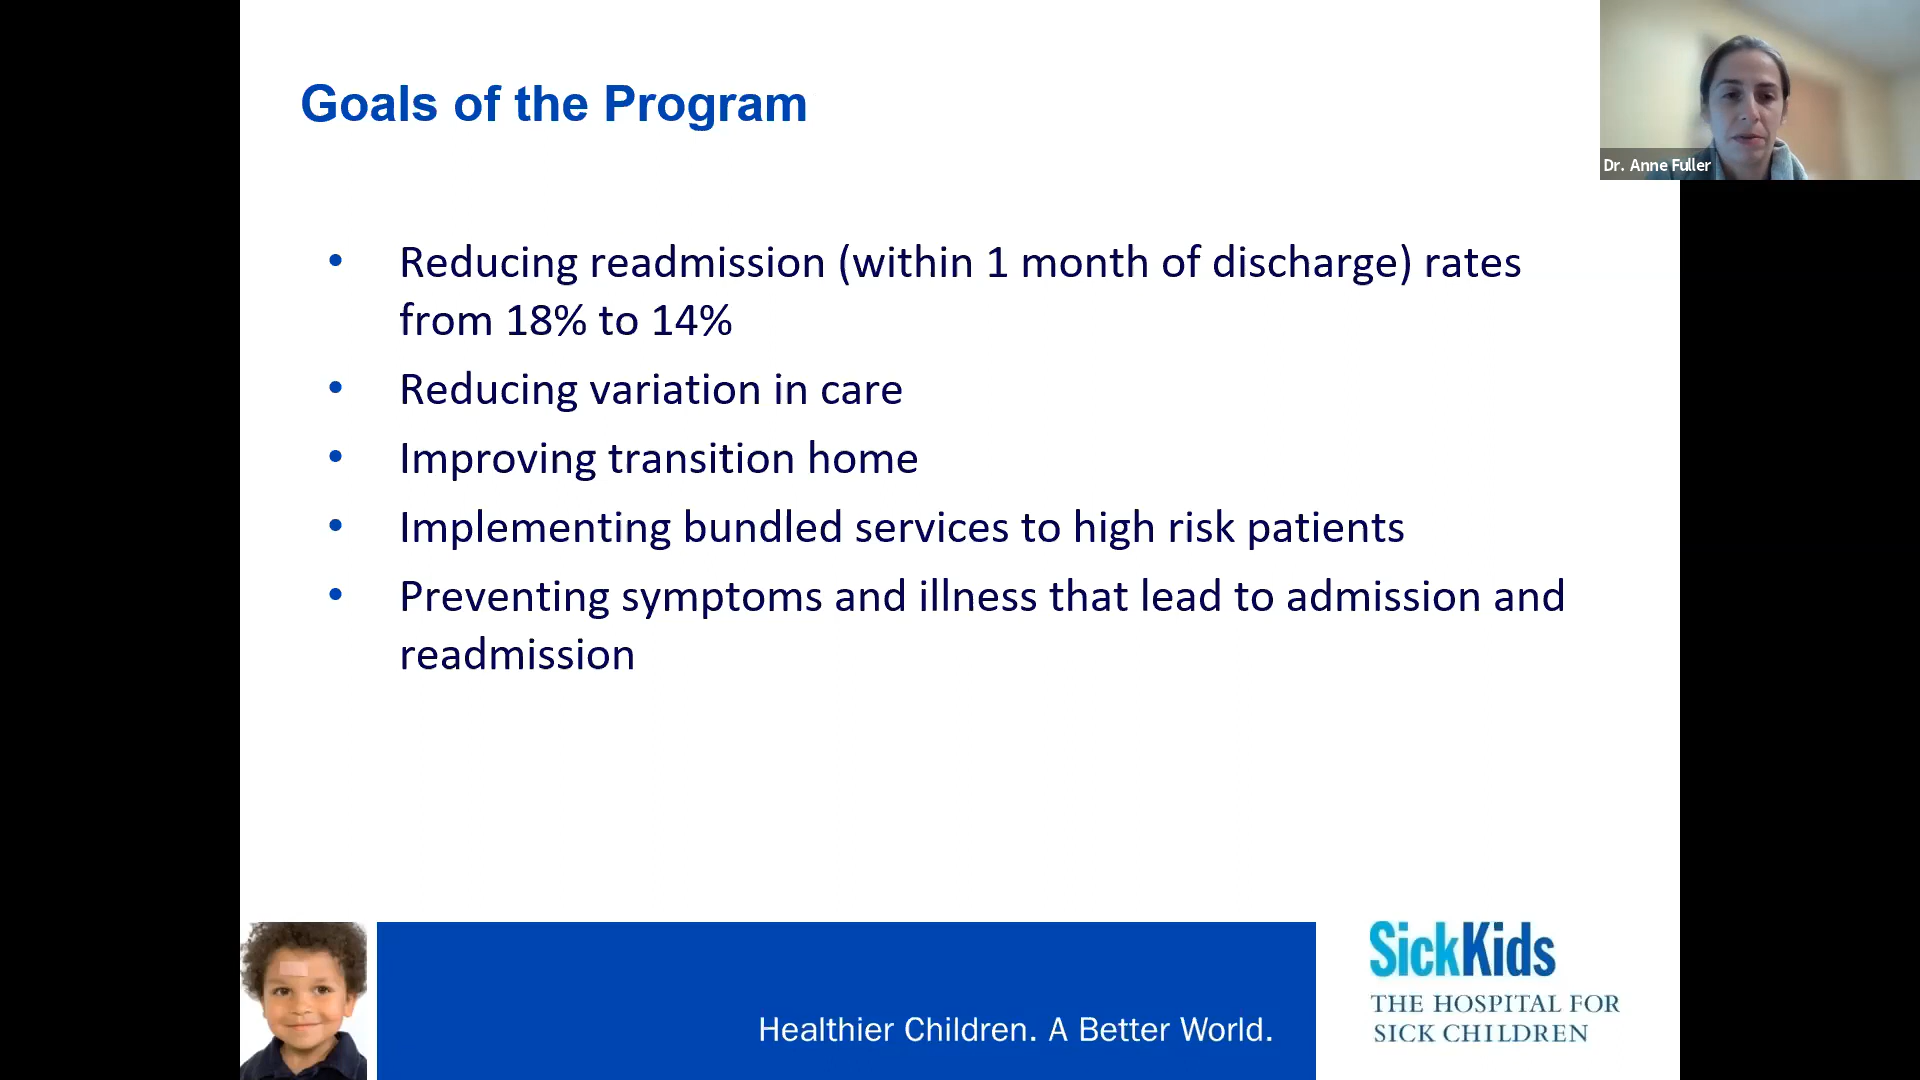 Goals of the Program
Dr. Anne Fuller
• Reducing readmission (within 1 month of discharge) rates
from 18% to 14%
• Reducing variation in care
• Improving transition home
• Implementing bundled services to high risk patients
• Preventing symptoms and illness that lead to admission and
readmission
Healthier Children. A Better World.
SickKids
THE HOSPITAL FOR
SICK CHILDREN